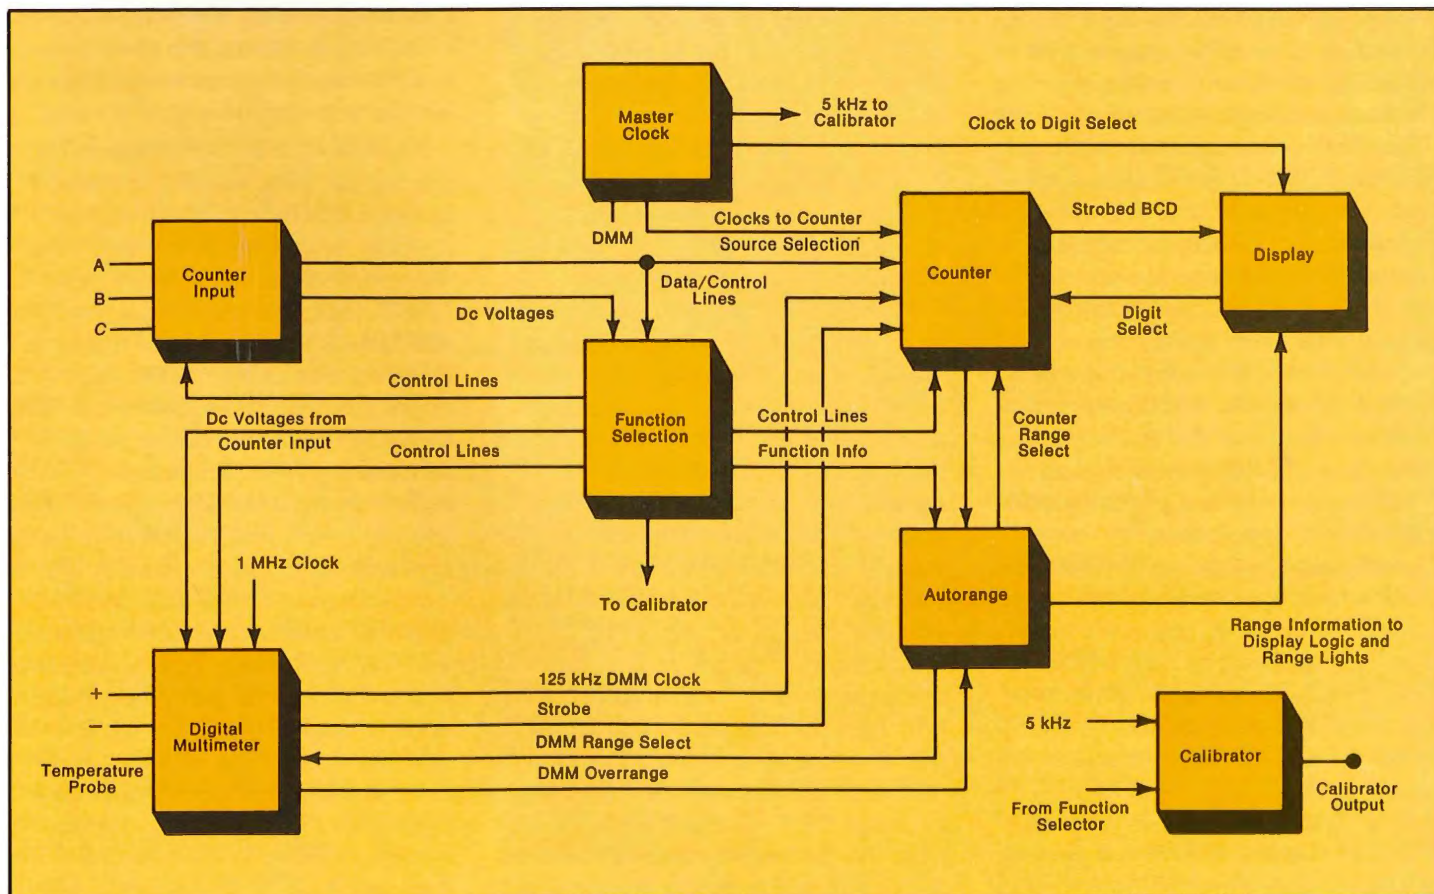 Master
Clock
5 kHz to
Calibrator
Clock to Digit Select
DMM
Clocks to Counter
Source Selection
Strobed BCD
Counter
Input
A
B
C
Counter
Display
Data/Control
Lines
Dc Voltages
Digit
Select
Control Lines
Dc Voltages from
Counter Input
Control Lines
Function
Selection
Control Lines
Function Info
Counter
Range
Select
1 MHz Clock
To Calibrator
Autorange
Range Information to
Display Logic and
Range Lights
+
−
Temperature
Probe
Digital
Multimeter
125 kHz DMM Clock
Strobe
DMM Range Select
DMM Overrange
5 kHz
From Function
Selector
Calibrator
Calibrator
Output